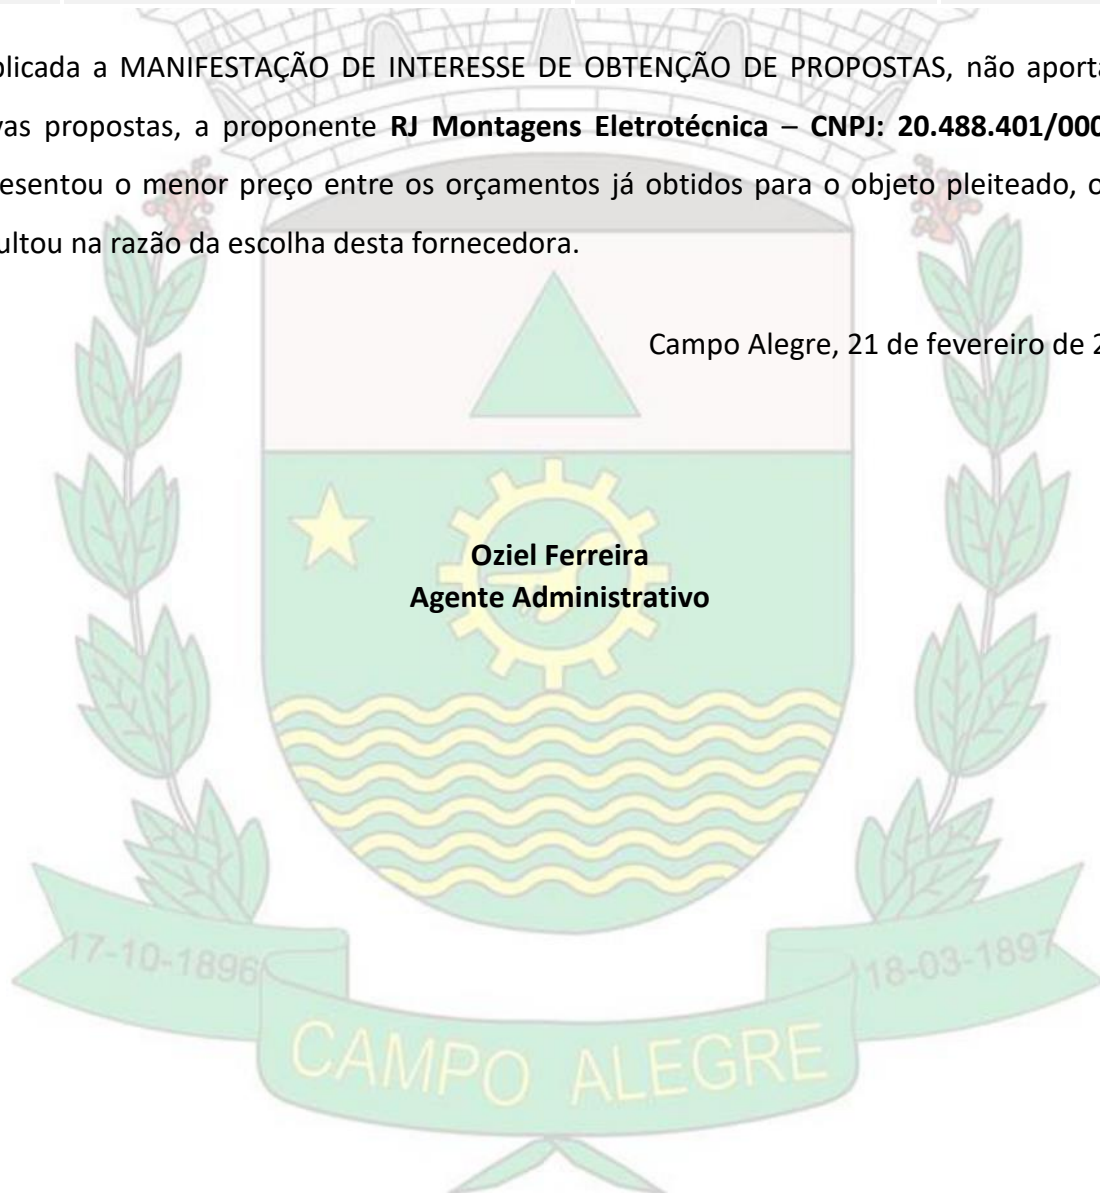 blicada a MANIFESTAÇÃO DE INTERESSE DE OBTENÇÃO DE PROPOSTAS, não aporta
vas propostas, a proponente RJ Montagens Eletrotécnica – CNPJ: 20.488.401/000
esentou o menor preço entre os orçamentos já obtidos para o objeto pleiteado, o
ultou na razão da escolha desta fornecedora.
Campo Alegre, 21 de fevereiro de 2
Oziel Ferreira
Agente Administrativo
17-10-1896
18-03-1897
CAMPO ALEGRE